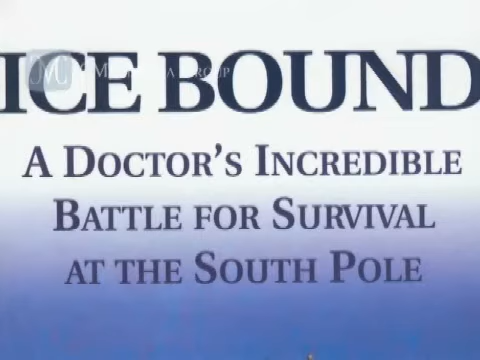 ICE BOUND
A DOCTOR'S INCREDIBLE
BATTLE FOR SURVIVAL
AT THE SOUTH POLE